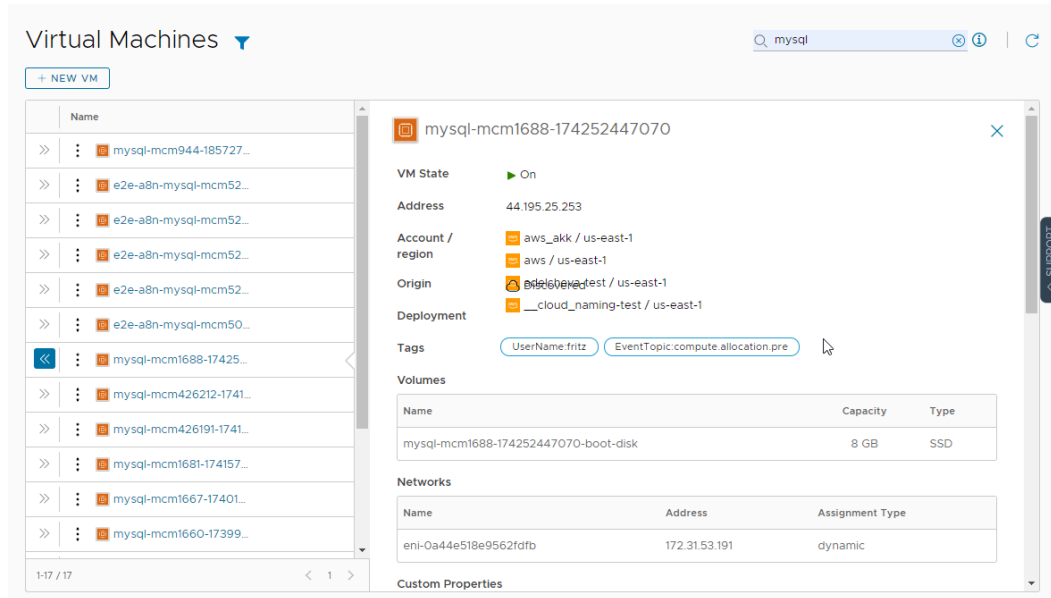 Virtual Machines
mysql
+ NEW VM
Name
mysql-mcm944-185727...
e2e-a8n-mysql-mcm52...
e2e-a8n-mysql-mcm52...
e2e-a8n-mysql-mcm52...
e2e-a8n-mysql-mcm52...
e2e-a8n-mysql-mcm50...
mysql-mcm1688-17425...
mysql-mcm426212-1741...
mysql-mcm426191-1741...
mysql-mcm1681-174157...
mysql-mcm1667-17401...
mysql-mcm1660-17399...
1-17 / 17
1
mysql-mcm1688-174252447070
VM State On
Address 44.195.25.253
Account / region
aws_akk / us-east-1
aws / us-east-1
edelcheva-test / us-east-1
__cloud_naming-test / us-east-1
Origin Discovered
Deployment
Tags UserName:fritz EventTopic:compute.allocation.pre
Volumes
Name Capacity Type
mysql-mcm1688-174252447070-boot-disk 8 GB SSD
Networks
Name Address Assignment Type
eni-0a44e518e9562fdfb 172.31.53.191 dynamic
Custom Properties
SUPPORT